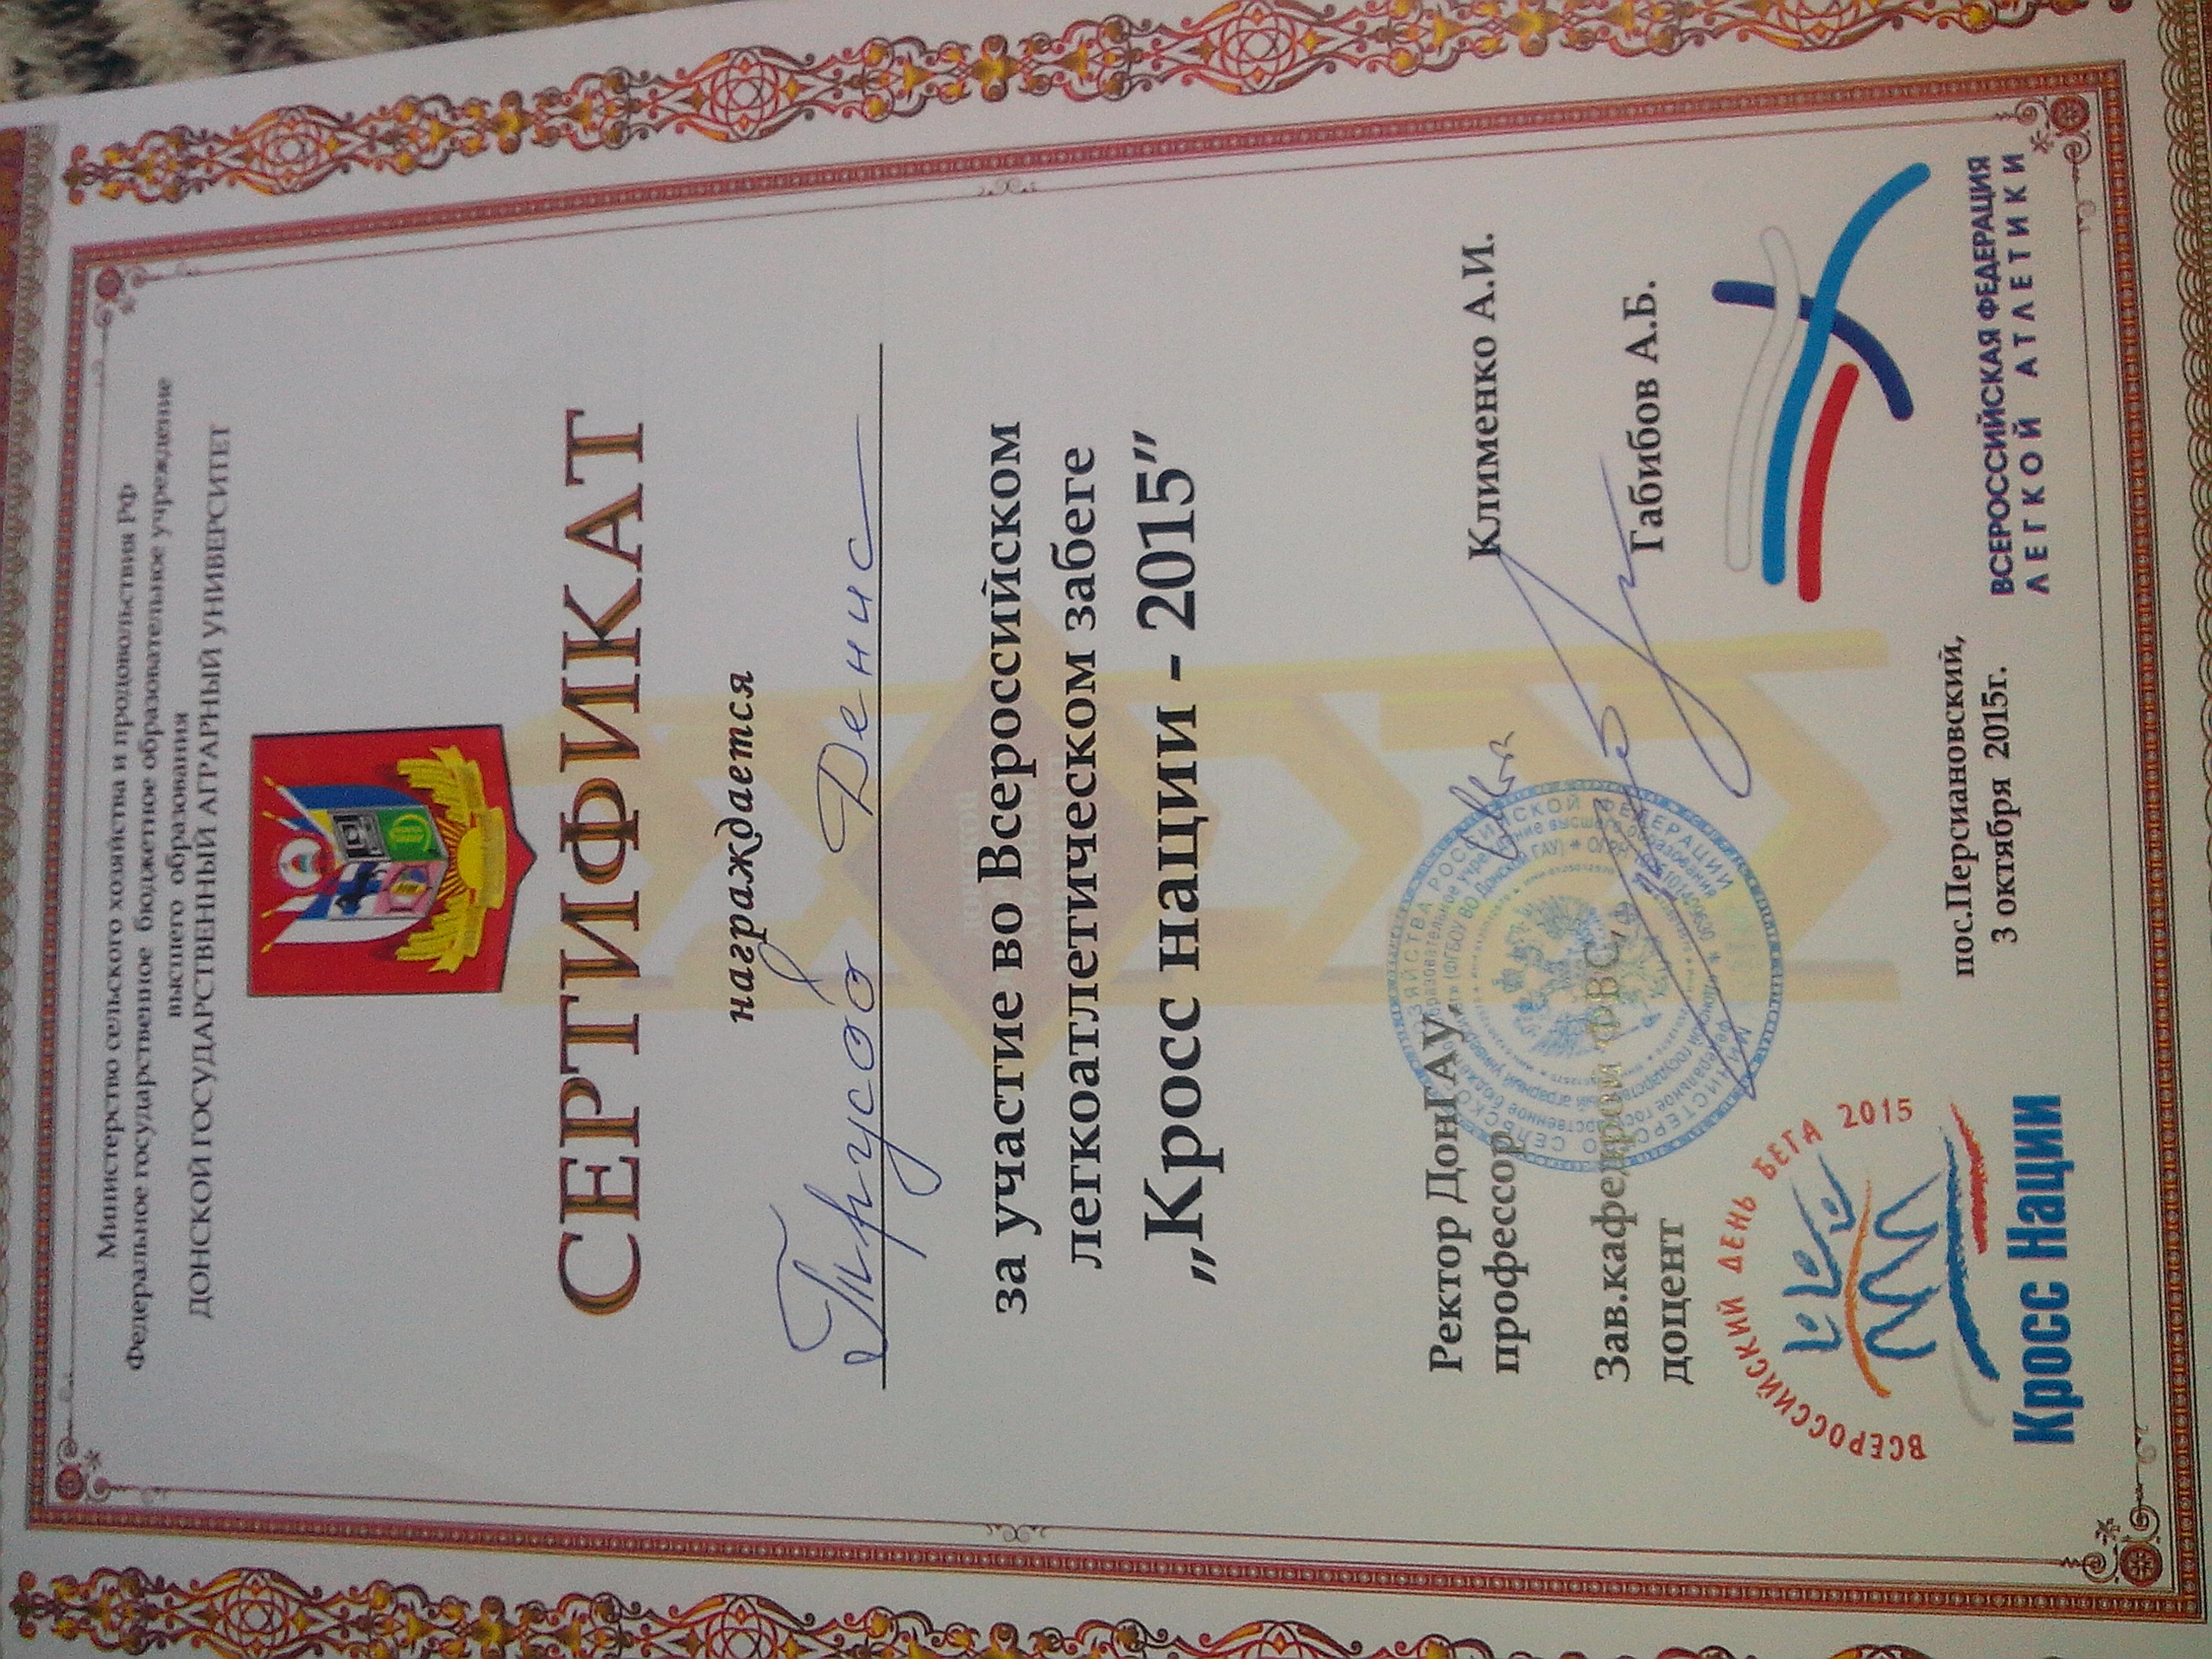 Министерство сельского хозяйства и продовольствия РФ
Федеральное государственное бюджетное образовательное учреждение
высшего образования
ДОНСКОЙ ГОСУДАРСТВЕННЫЙ АГРАРНЫЙ УНИВЕРСИТЕТ
СЕРТИФИКАТ
награждается
Трусов Денис
за участие во Всероссийском
легкоатлетическом забеге
„Кросс нации - 2015”
Ректор ДонГАУ, Клименко А.И.
профессор
Зав.кафедрой ФВС, Габибов А.Б.
доцент
ВСЕРОССИЙСКИЙ ДЕНЬ БЕГА 2015
Кросс Нации
пос.Персиановский,
3 октября 2015г.
ВСЕРОССИЙСКАЯ ФЕДЕРАЦИЯ
ЛЕГКОЙ АТЛЕТИКИ